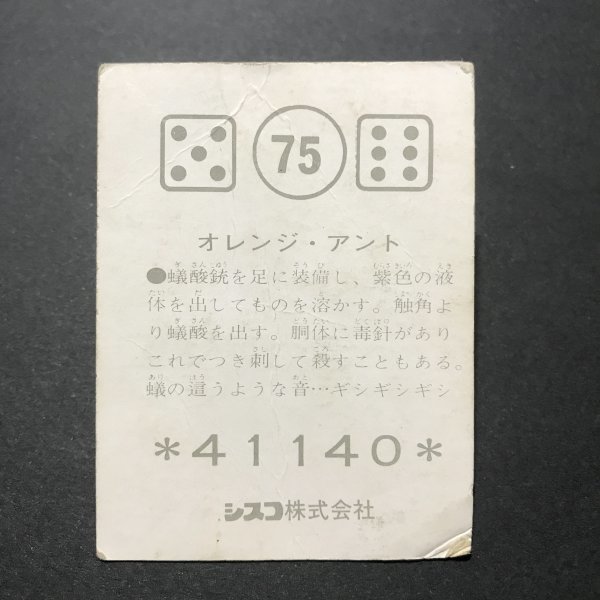 75
オレンジ・アント
●蟻酸銃を足に装備し、紫色の液
体を出してものを溶かす。触角よ
り蟻酸を出す。胴体に毒針があり
これでつき刺して殺すこともある。
蟻の這うような音…ギシギシギシ
*41140*
シスコ株式会社